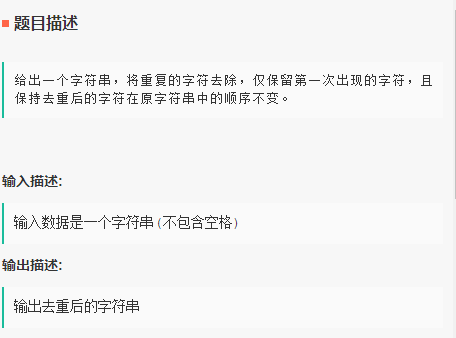 题目描述
给出一个字符串，将重复的字符去除，仅保留第一次出现的字符，且
保持去重后的字符在原字符串中的顺序不变。
输入描述:
输入数据是一个字符串(不包含空格)
输出描述:
输出去重后的字符串